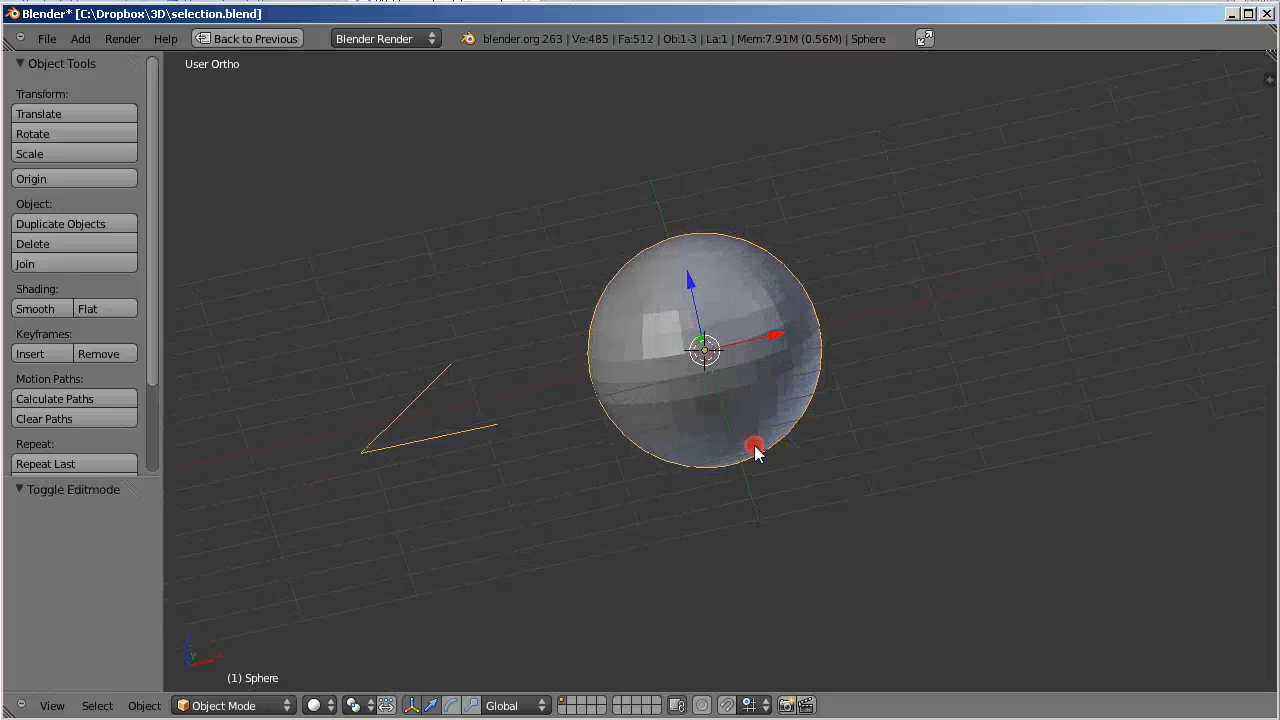 Blender* [C:\Dropbox\3D\selection.blend]
File Add Render Help Back to Previous Blender Render blender.org 263 | Ve:485 | Fa:512 | Ob:1-3 | La:1 | Mem:7.91M (0.56M) | Sphere
Object Tools
User Ortho
Transform:
Translate
Rotate
Scale
Origin
Object:
Duplicate Objects
Delete
Join
Shading:
Smooth Flat
Keyframes:
Insert Remove
Motion Paths:
Calculate Paths
Clear Paths
Repeat:
Repeat Last
Toggle Editmode
(1) Sphere
View Select Object Object Mode Global